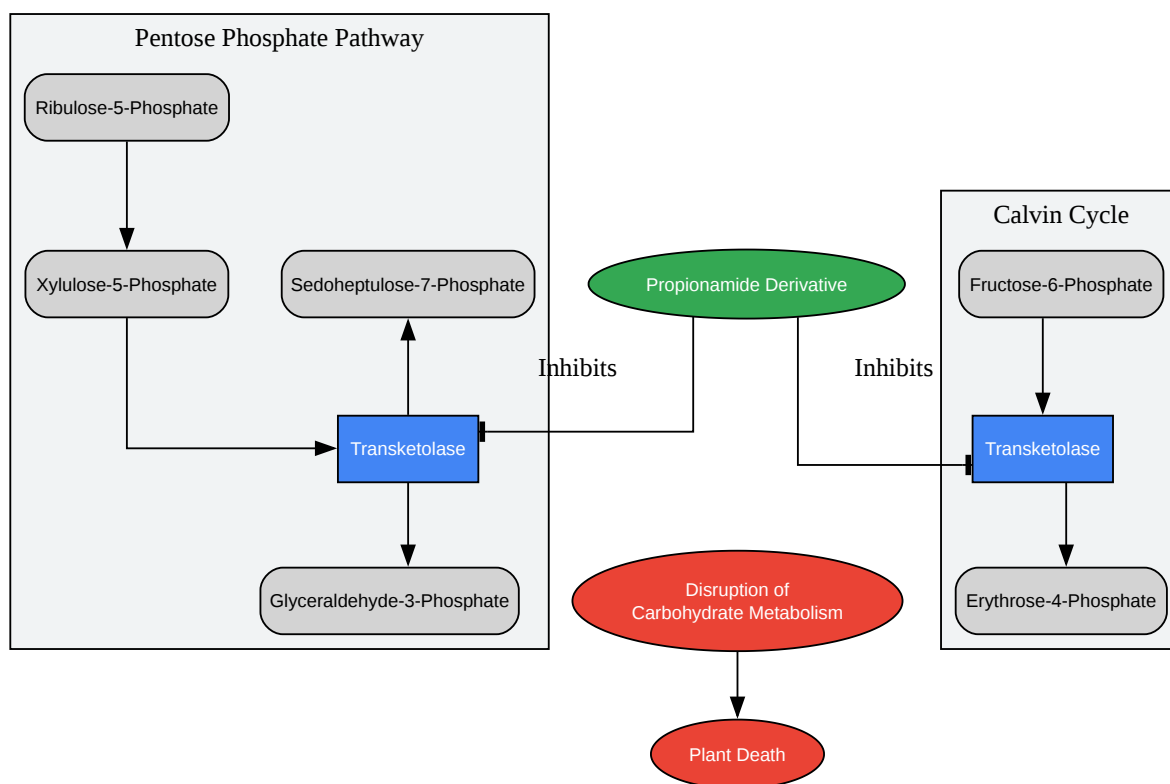 Pentose Phosphate Pathway
Ribulose-5-Phosphate
Xylulose-5-Phosphate
Sedoheptulose-7-Phosphate
Transketolase
Glyceraldehyde-3-Phosphate
Propionamide Derivative
Inhibits
Inhibits
Calvin Cycle
Fructose-6-Phosphate
Transketolase
Erythrose-4-Phosphate
Disruption of
Carbohydrate Metabolism
Plant Death